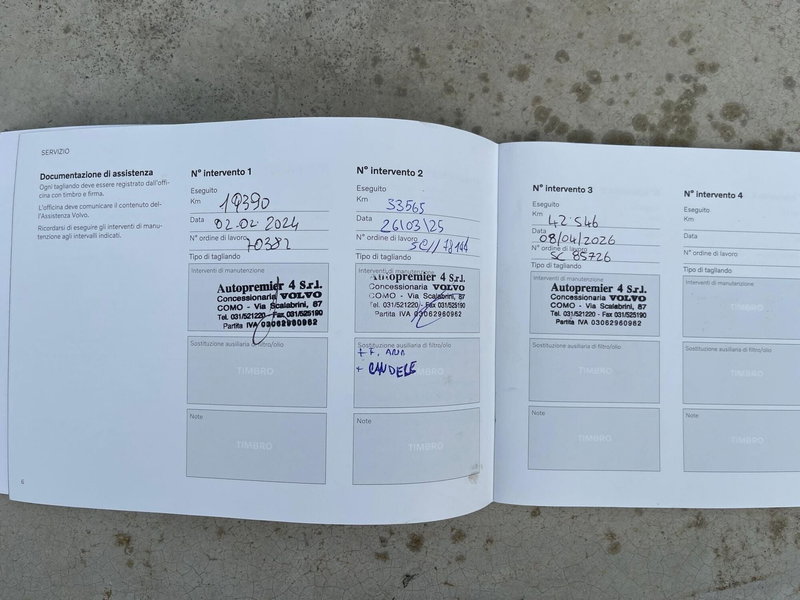 SERVIZIO
Documentazione di assistenza
Ogni tagliando deve essere registrato dall'offi-
cina con timbro e firma.
L'officina deve comunicare il contenuto del-
l'Assistenza Volvo.
Ricordarsi di eseguire gli interventi di manu-
tenzione agli intervalli indicati.
6
N° intervento 1
Eseguito
Km 19390
Data 02.02.2024
N° ordine di lavoro 70382
Tipo di tagliando
Interventi di manutenzione
Autopremier 4 S.r.l.
Concessionaria VOLVO
COMO - Via Scalabrini, 87
Tel. 031/521220 - Fax 031/525190
Partita IVA 03062960962
Sostituzione ausiliaria di filtro/olio
TIMBRO
Note
TIMBRO
N° intervento 2
Eseguito
Km 33565
Data 26/03/25
N° ordine di lavoro SC//78144
Tipo di tagliando
Interventi di manutenzione
Autopremier 4 S.r.l.
Concessionaria VOLVO
COMO - Via Scalabrini, 87
Tel. 031/521220 - Fax 031/525190
Partita IVA 03062960962
Sostituzione ausiliaria di filtro/olio
+ F. ARIA
+ CANDELE
TIMBRO
Note
TIMBRO
N° intervento 3
Eseguito
Km 42.546
Data 08/04/2026
N° ordine di lavoro SC 85726
Tipo di tagliando
Interventi di manutenzione
Autopremier 4 S.r.l.
Concessionaria VOLVO
COMO - Via Scalabrini, 87
Tel. 031/521220 - Fax 031/525190
Partita IVA 03062960962
Sostituzione ausiliaria di filtro/olio
TIMBRO
Note
TIMBRO
N° intervento 4
Eseguito
Km
Data
N° ordine di lavoro
Tipo di tagliando
Interventi di manutenzione
TIMBRO
Sostituzione ausiliaria di filtro/olio
TIMBRO
Note
TIMBRO